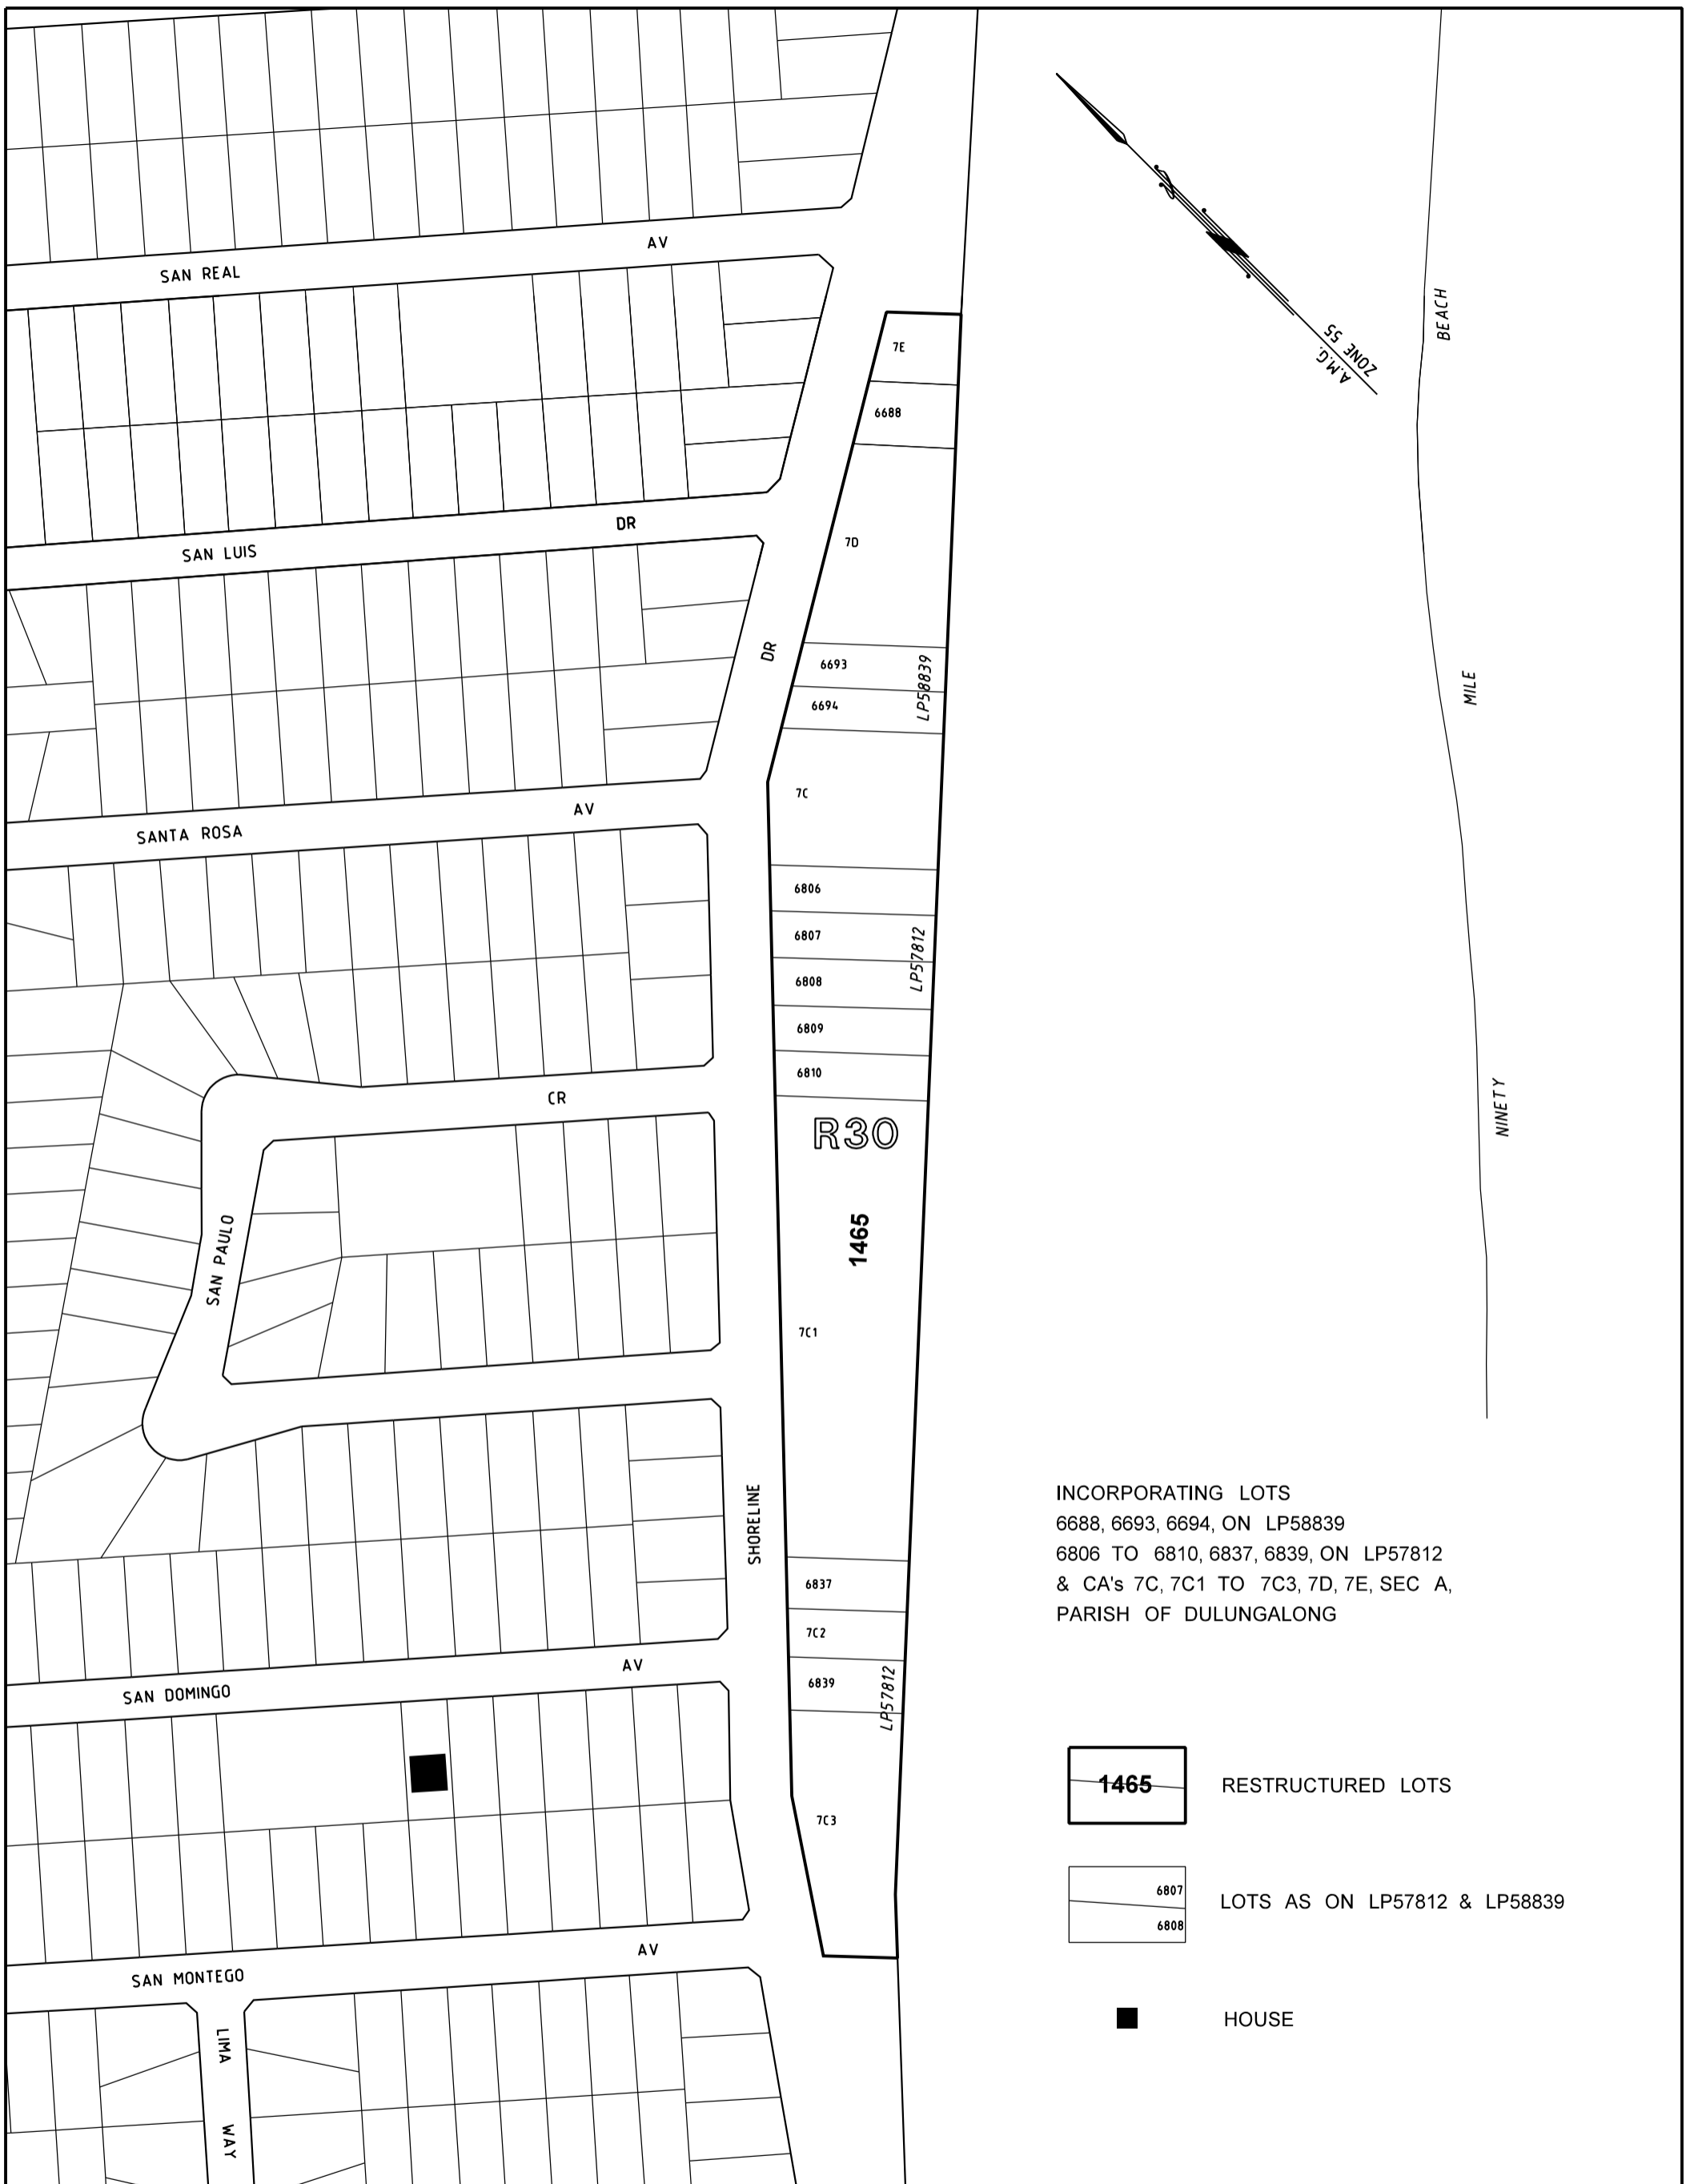 SAN REAL AV
SAN LUIS DR
SANTA ROSA AV
CR
SAN PAULO
SAN DOMINGO AV
SAN MONTEGO AV
LIMA WAY
DR
SHORELINE
7E
6688
7D
6693
6694
LP58839
7C
6806
6807
6808
6809
6810
LP57812
R30
1465
7C1
6837
7C2
6839
LP57812
7C3
A.M.G.
ZONE 55
BEACH
MILE
NINETY
INCORPORATING LOTS
6688, 6693, 6694, ON LP58839
6806 TO 6810, 6837, 6839, ON LP57812
& CA's 7C, 7C1 TO 7C3, 7D, 7E, SEC A,
PARISH OF DULUNGALONG
1465 RESTRUCTURED LOTS
6807
6808
LOTS AS ON LP57812 & LP58839
HOUSE